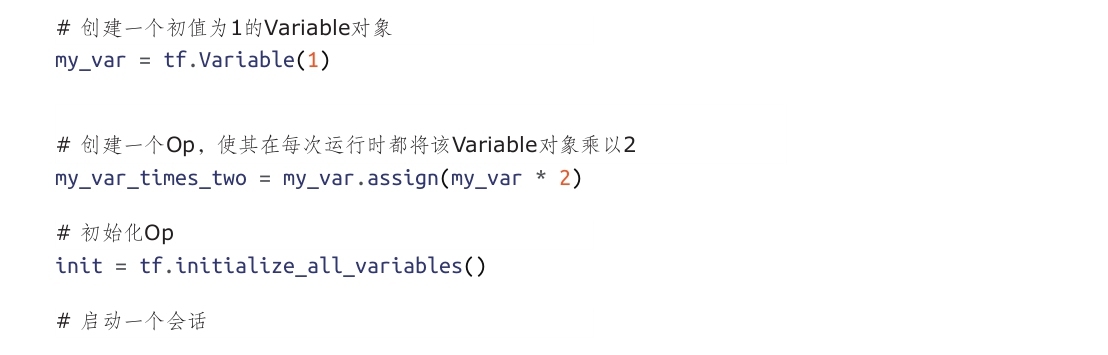 # 创建一个初值为1的Variable对象
my_var = tf.Variable(1)
# 创建一个Op，使其在每次运行时都将该Variable对象乘以2
my_var_times_two = my_var.assign(my_var * 2)
# 初始化Op
init = tf.initialize_all_variables()
# 启动一个会话